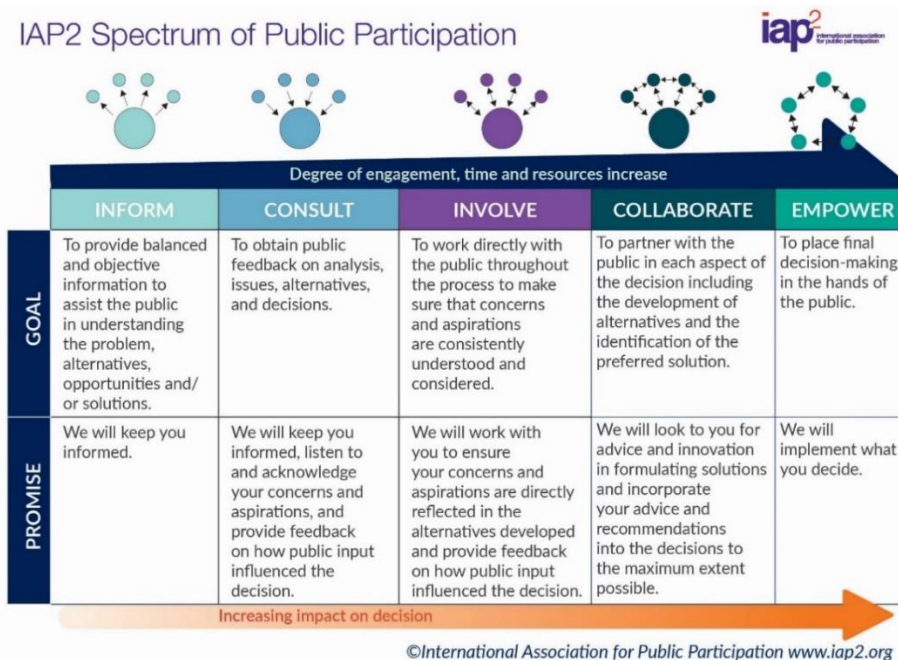 IAP2 Spectrum of Public Participation
iap2
international association
for public participation
Degree of engagement, time and resources increase
INFORM
CONSULT
INVOLVE
COLLABORATE
EMPOWER
GOAL
To provide balanced
and objective
information to
assist the public
in understanding
the problem,
alternatives,
opportunities and/
or solutions.
To obtain public
feedback on analysis,
issues, alternatives,
and decisions.
To work directly with
the public throughout
the process to make
sure that concerns
and aspirations
are consistently
understood and
considered.
To partner with the
public in each aspect of
the decision including
the development of
alternatives and the
identification of the
preferred solution.
To place final
decision-making
in the hands of
the public.
PROMISE
We will keep you
informed.
We will keep you
informed, listen to
and acknowledge
your concerns and
aspirations, and
provide feedback
on how public input
influenced the
decision.
We will work with
you to ensure
your concerns and
aspirations are directly
reflected in the
alternatives developed
and provide feedback
on how public input
influenced the decision.
We will look to you for
advice and innovation
in formulating solutions
and incorporate
your advice and
recommendations
into the decisions to
the maximum extent
possible.
We will
implement what
you decide.
Increasing impact on decision
©International Association for Public Participation www.iap2.org